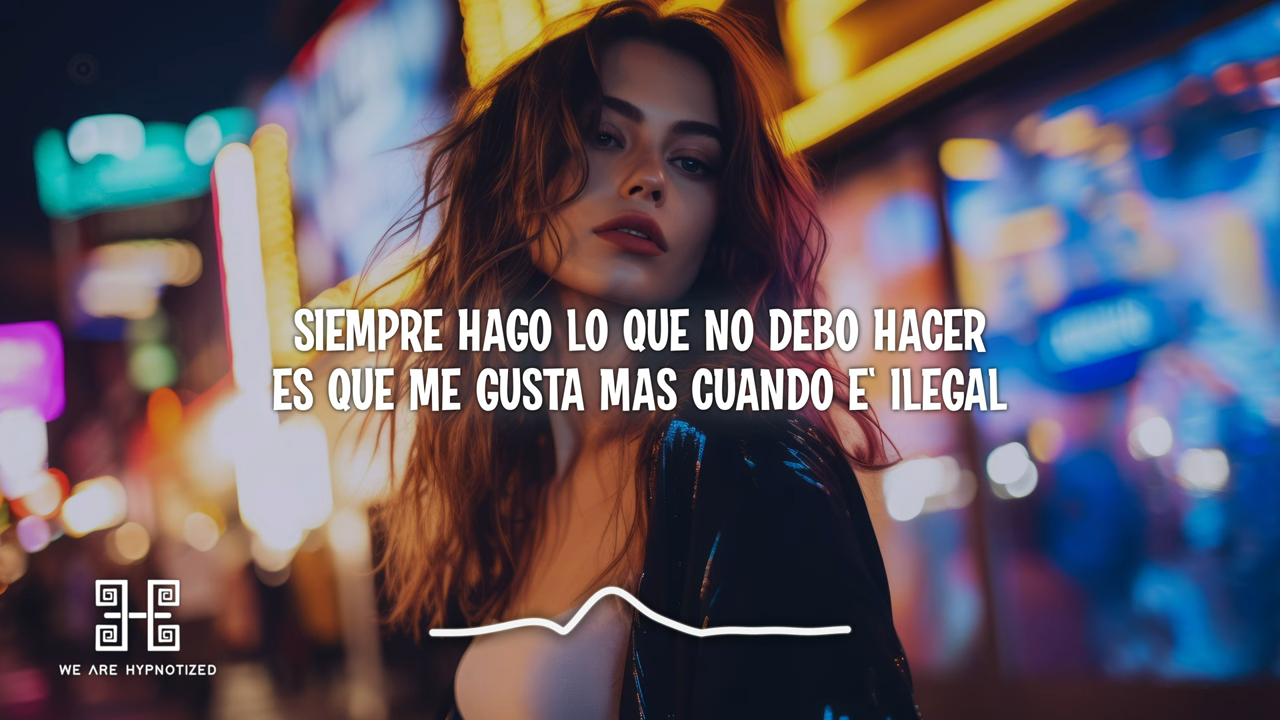 SIEMPRE HAGO LO QUE NO DEBO HACER
ES QUE ME GUSTA MAS CUANDO E` ILEGAL
WE ARE HYPNOTIZED